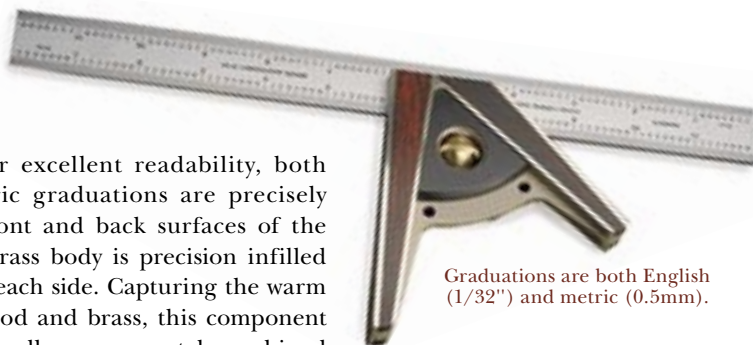 r excellent readability, both
ric graduations are precisely
ont and back surfaces of the
rass body is precision infilled
each side. Capturing the warm
od and brass, this component
Graduations are both English
(1/32") and metric (0.5mm).